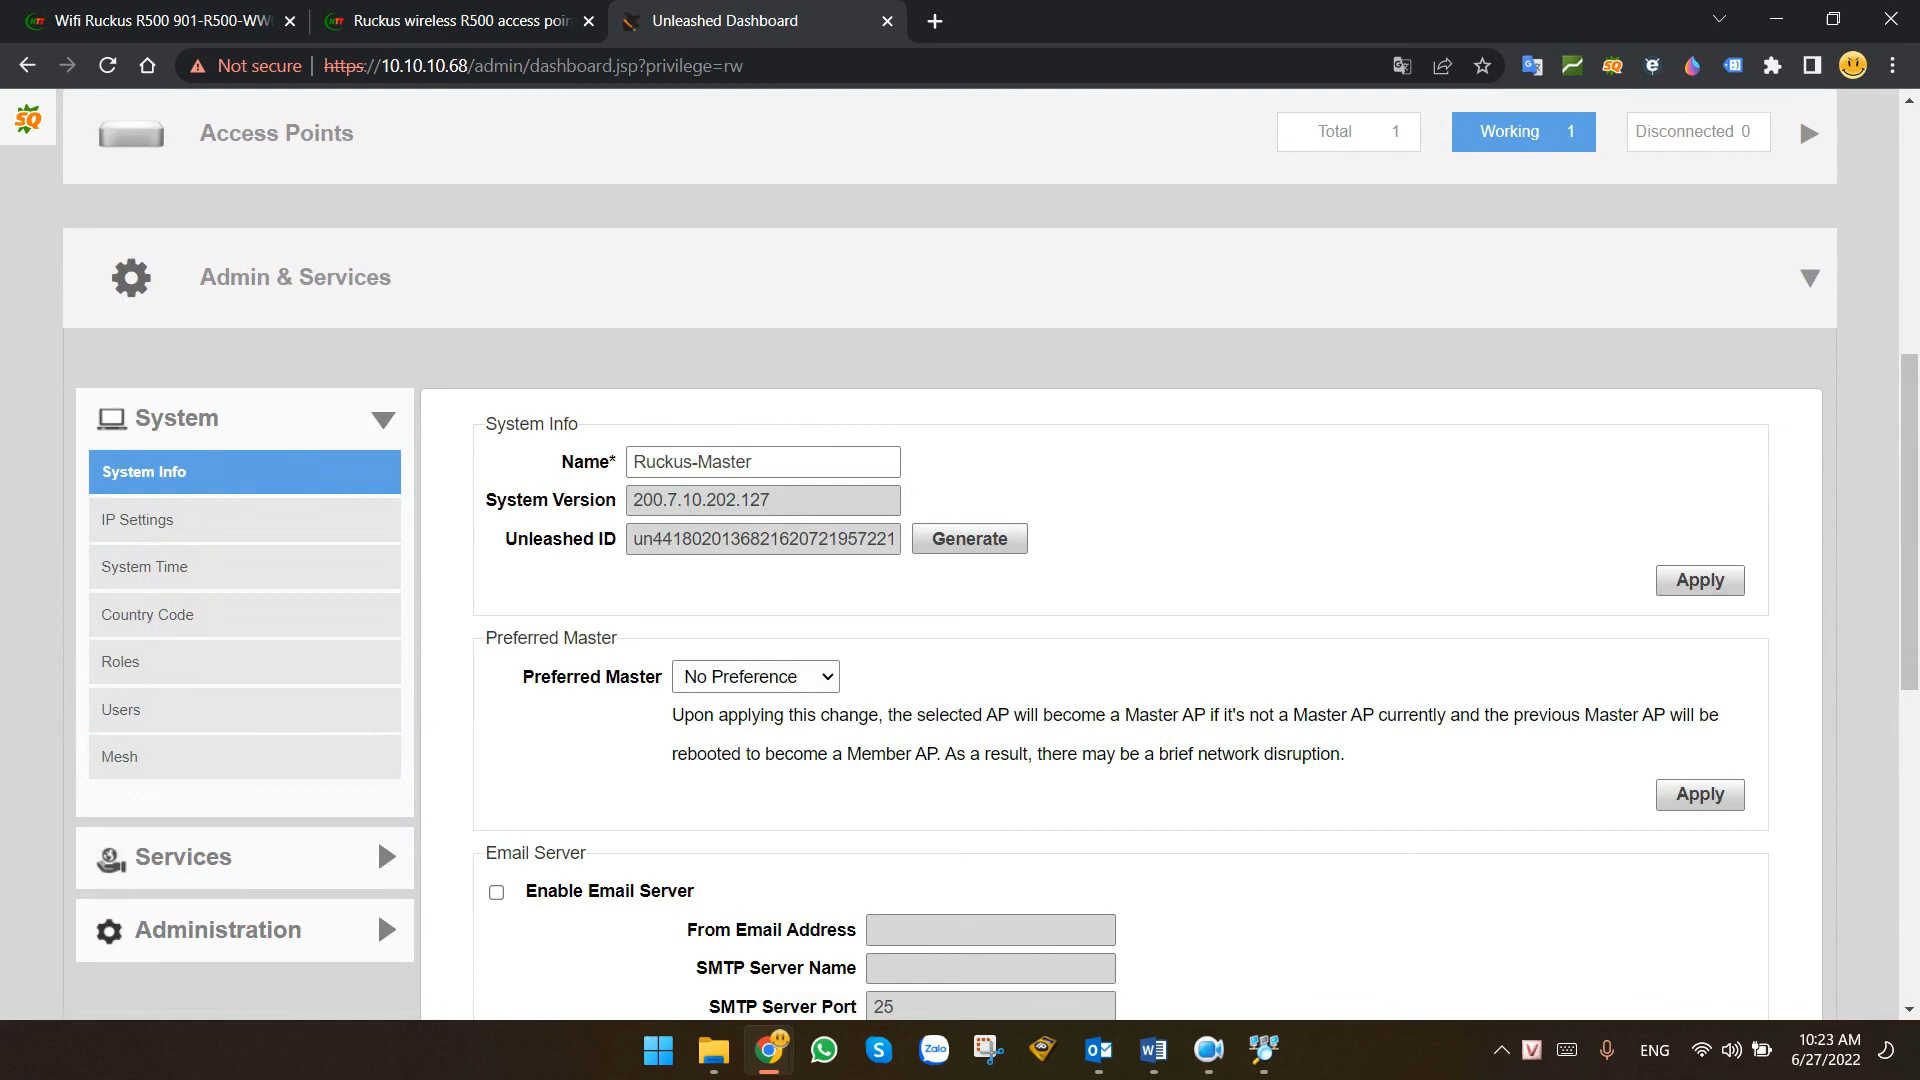 Wifi Ruckus R500 901-R500-WW
Ruckus wireless R500 access poin
Unleashed Dashboard
Not secure
https://10.10.10.68/admin/dashboard.jsp?privilege=rw
SQ
Access Points
Total 1
Working 1
Disconnected 0
Admin & Services
System
System Info
IP Settings
System Time
Country Code
Roles
Users
Mesh
Services
Administration
System Info
Name* Ruckus-Master
System Version 200.7.10.202.127
Unleashed ID un4418020136821620721957221 Generate
Apply
Preferred Master
Preferred Master No Preference
Upon applying this change, the selected AP will become a Master AP if it's not a Master AP currently and the previous Master AP will be
rebooted to become a Member AP. As a result, there may be a brief network disruption.
Apply
Email Server
Enable Email Server
From Email Address
SMTP Server Name
SMTP Server Port 25
Zalo
ENG
10:23 AM
6/27/2022